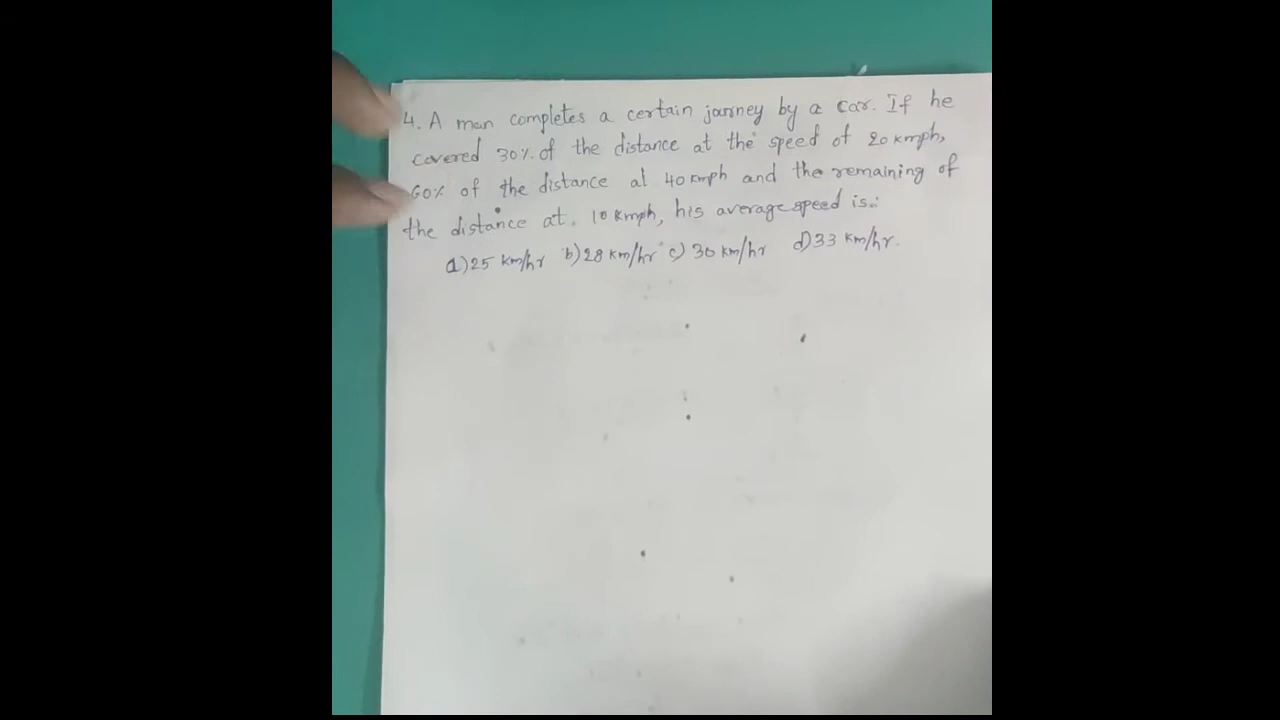 4. A man completes a certain jarney by a car. If he
covered 30% of the distance at the speed of 20 kmph,
60% of the distance at 40 kmph and the remaining of
the distance at. 10 kmph, his average speed is.:
a) 25 km/hr b) 28 km/hr c) 30 km/hr d) 33 km/hr.